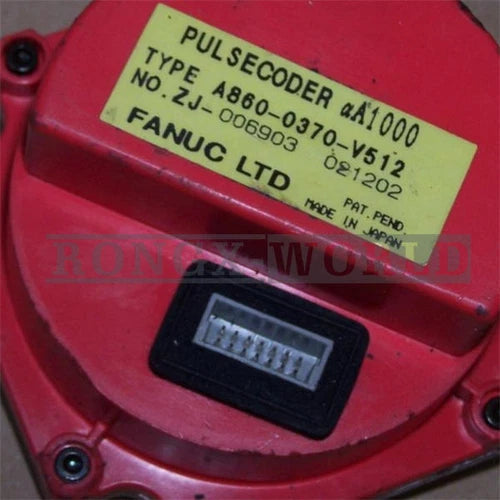 PULSECODER αA1000
TYPE A860-0370-V512
NO. ZJ-006903 021202
FANUC LTD
PAT. PEND.
MADE IN JAPAN
RONGX-WORLD